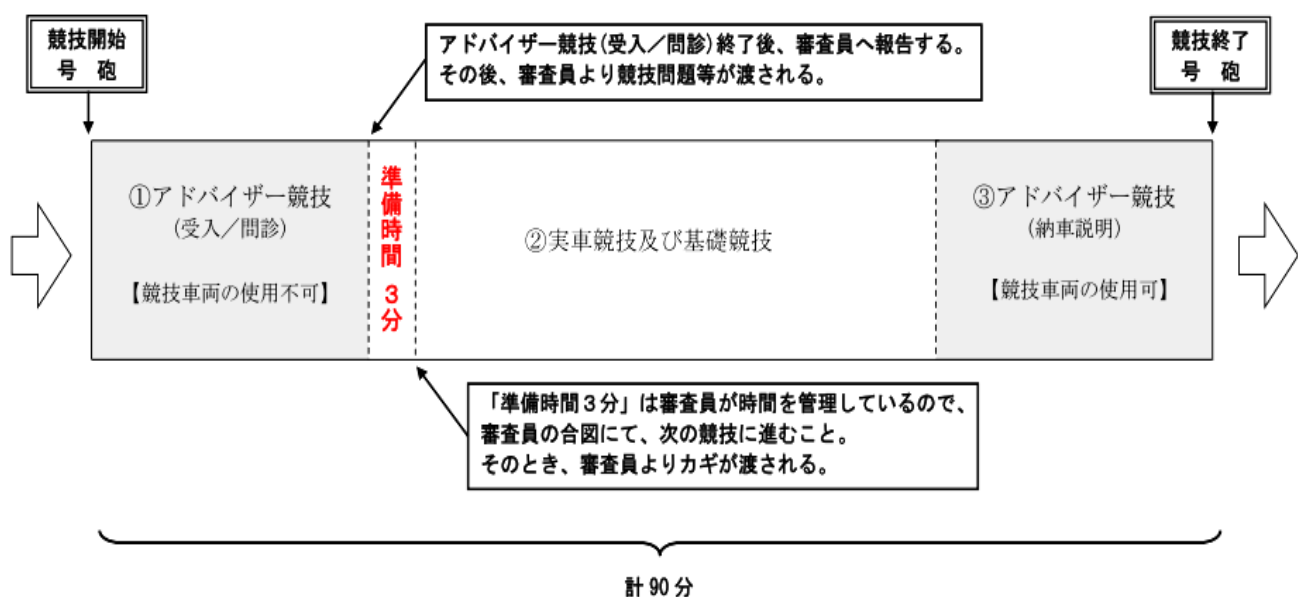 競技開始
号 砲
アドバイザー競技(受入／問診)終了後、審査員へ報告する。
その後、審査員より競技問題等が渡される。
競技終了
号 砲
①アドバイザー競技
(受入／問診)
【競技車両の使用不可】
準備時間 3分
②実車競技及び基礎競技
③アドバイザー競技
(納車説明)
【競技車両の使用可】
「準備時間３分」は審査員が時間を管理しているので、
審査員の合図にて、次の競技に進むこと。
そのとき、審査員よりカギが渡される。
計 90 分